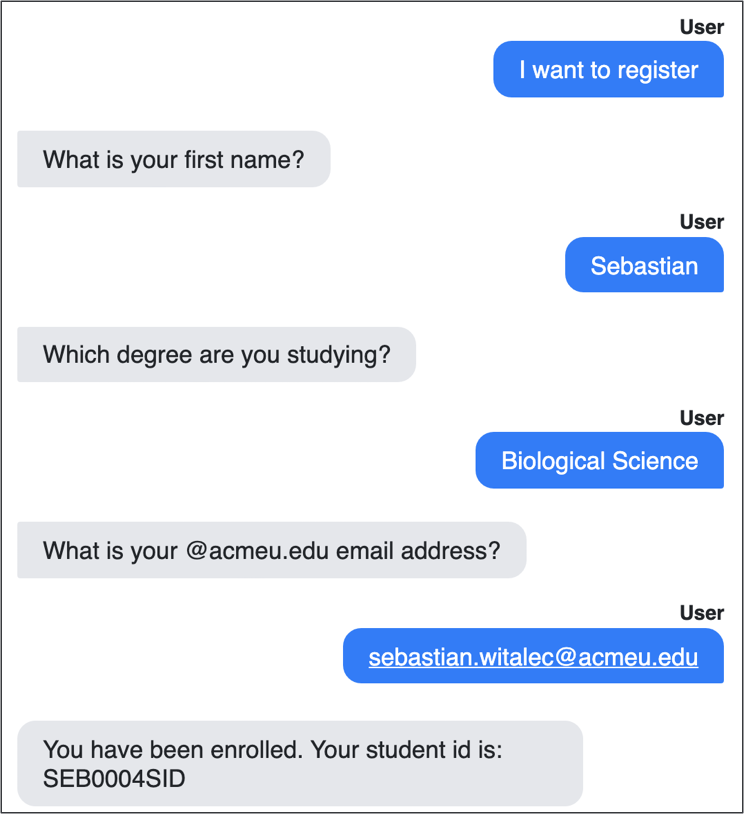 User
I want to register
What is your first name?
User
Sebastian
Which degree are you studying?
User
Biological Science
What is your @acmeu.edu email address?
User
sebastian.witalec@acmeu.edu
You have been enrolled. Your student id is:
SEB0004SID